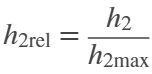 h₂rel = h₂ / h₂max